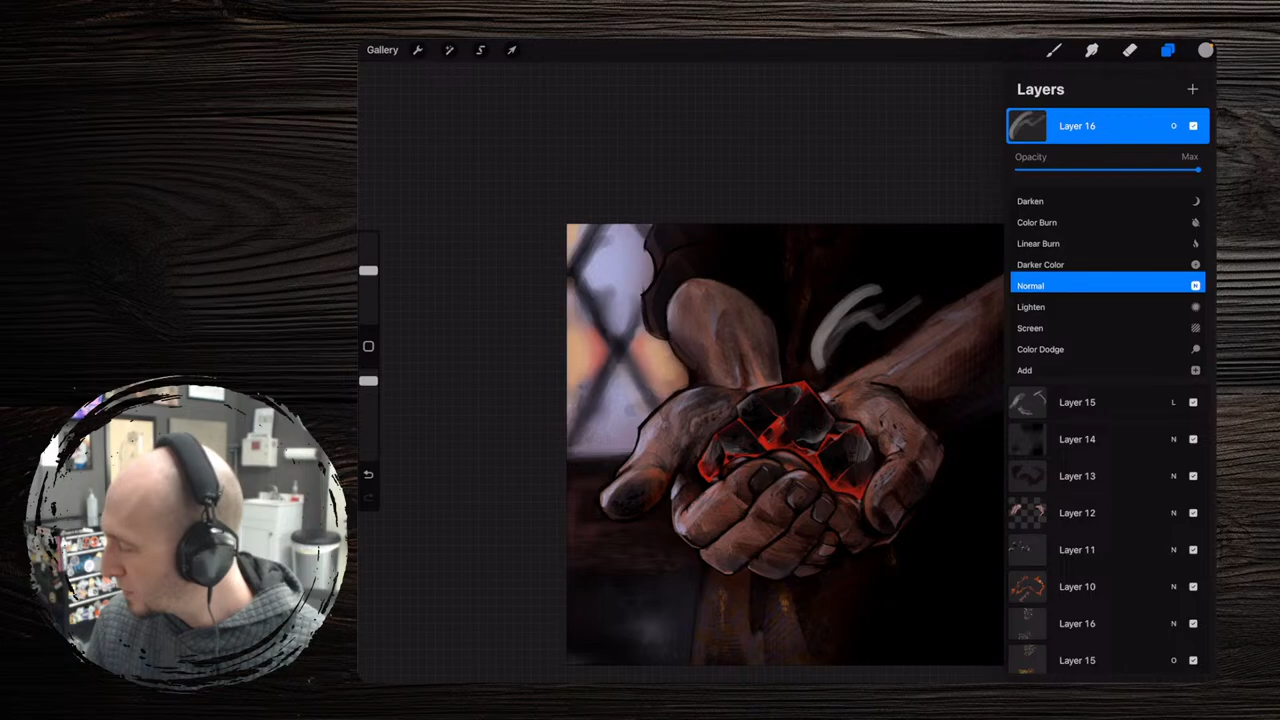 Gallery
Layers
Layer 16 O
Opacity Max
Darken
Color Burn
Linear Burn
Darker Color
Normal N
Lighten
Screen
Color Dodge
Add
Layer 15 L
Layer 14 N
Layer 13 N
Layer 12 N
Layer 11 N
Layer 10 N
Layer 16 N
Layer 15 O